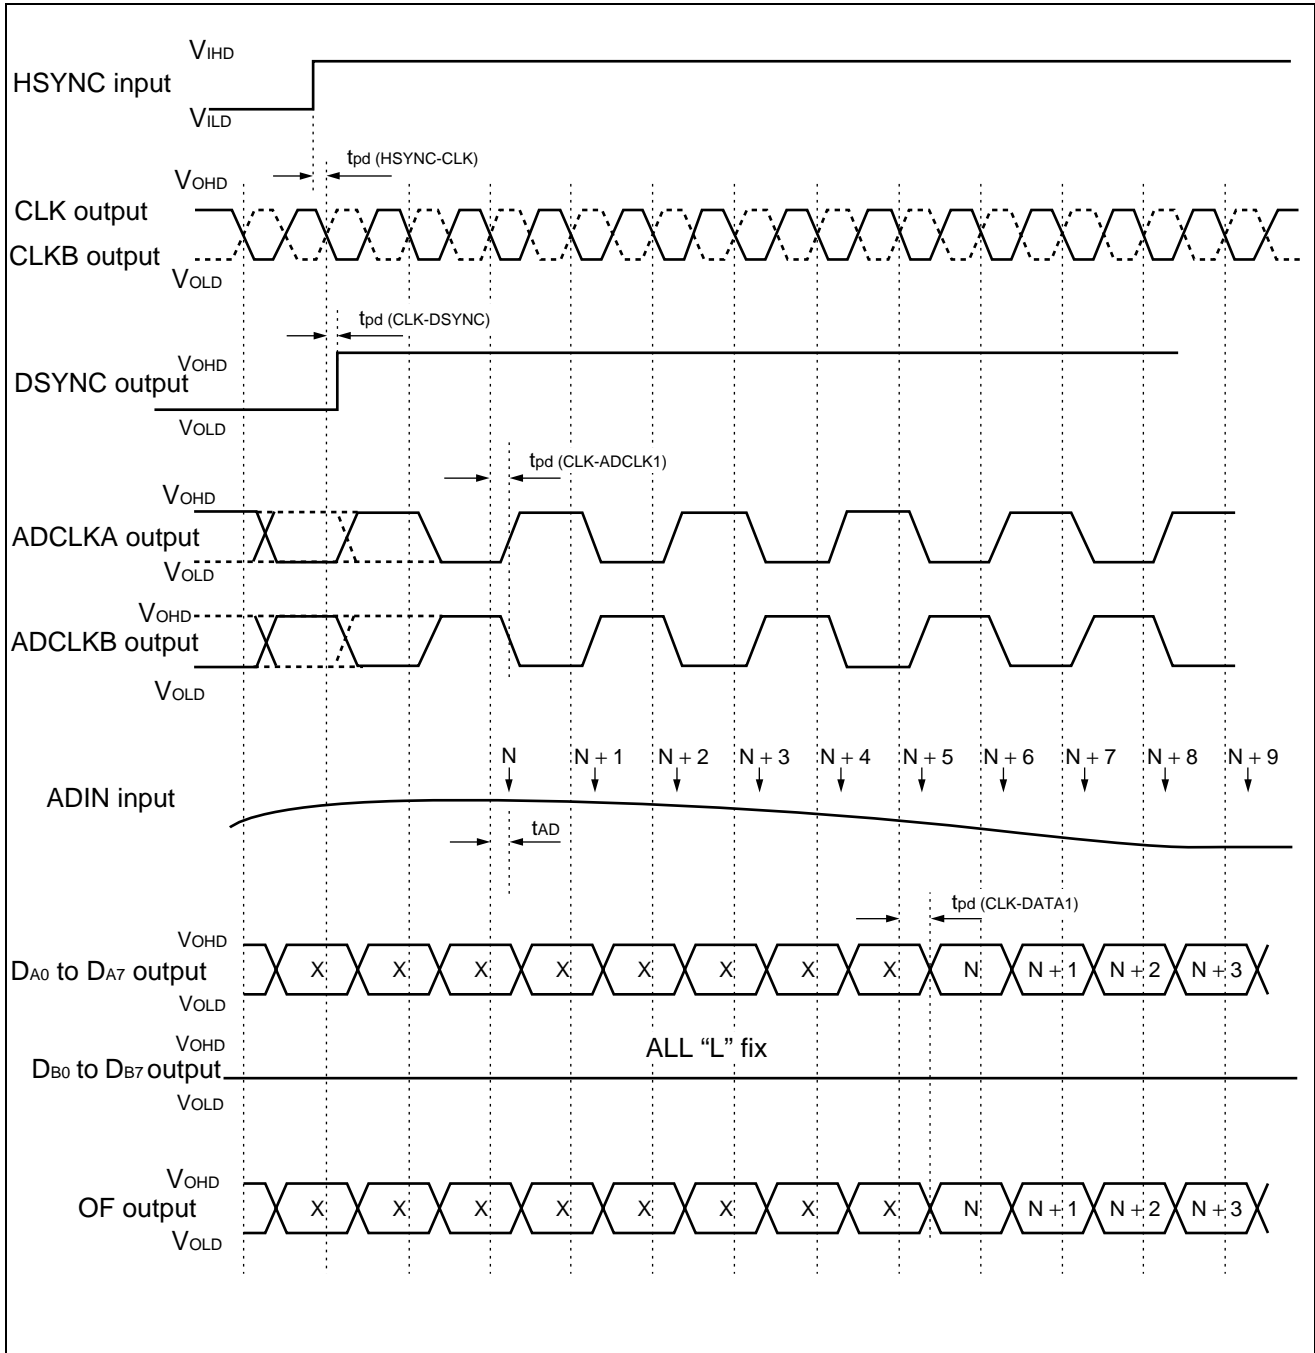 VIHD
HSYNC input
VILD
tpd (HSYNC-CLK)
VOHD
CLK output
CLKB output
VOLD
tpd (CLK-DSYNC)
VOHD
DSYNC output
VOLD
tpd (CLK-ADCLK1)
VOHD
ADCLKA output
VOLD
VOHD
ADCLKB output
VOLD
N N + 1 N + 2 N + 3 N + 4 N + 5 N + 6 N + 7 N + 8 N + 9
ADIN input
tAD
tpd (CLK-DATA1)
VOHD
DA0 to DA7 output X X X X X X X X N N + 1 N + 2 N + 3
VOLD
VOHD
ALL “L” fix
DB0 to DB7 output
VOLD
VOHD
OF output X X X X X X X X N N + 1 N + 2 N + 3
VOLD